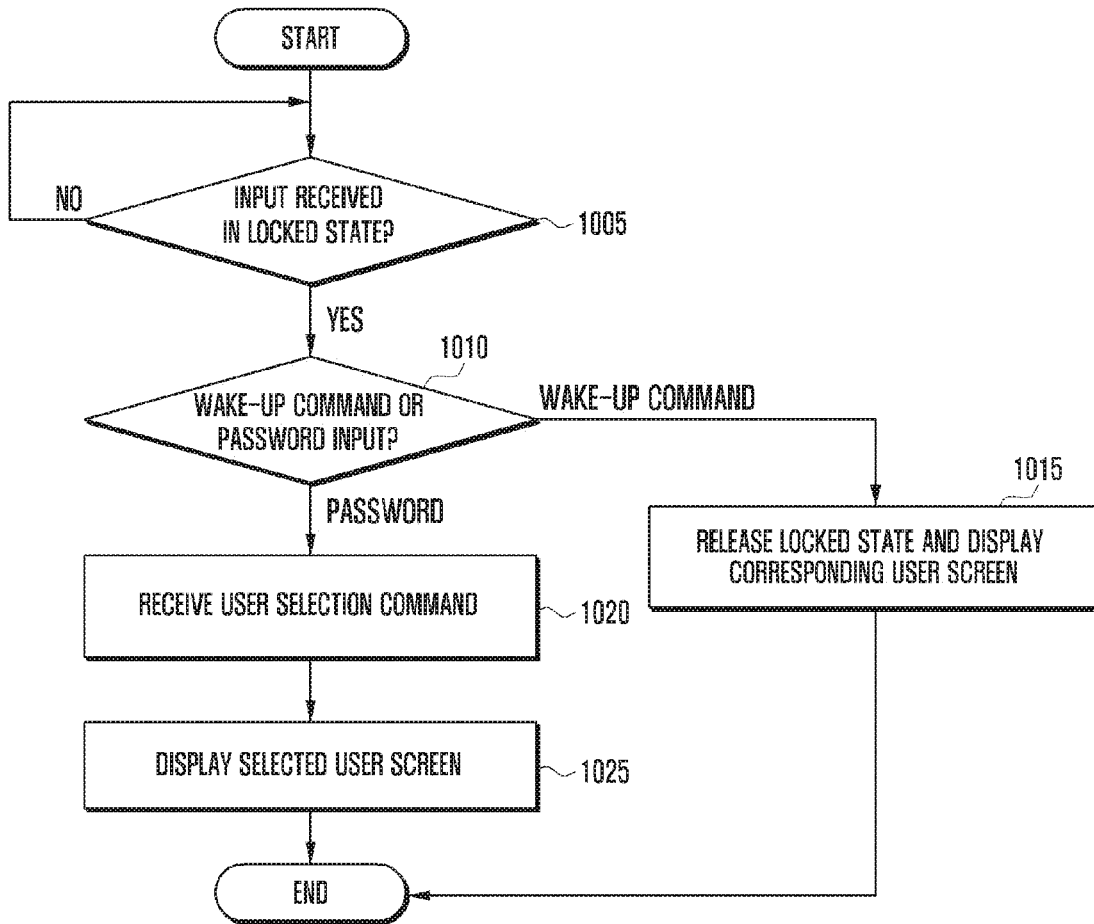 START
NO
INPUT RECEIVED
IN LOCKED STATE?
1005
YES
1010
WAKE-UP COMMAND OR
PASSWORD INPUT?
WAKE-UP COMMAND
PASSWORD
1015
RELEASE LOCKED STATE AND DISPLAY
CORRESPONDING USER SCREEN
RECEIVE USER SELECTION COMMAND
1020
DISPLAY SELECTED USER SCREEN
1025
END